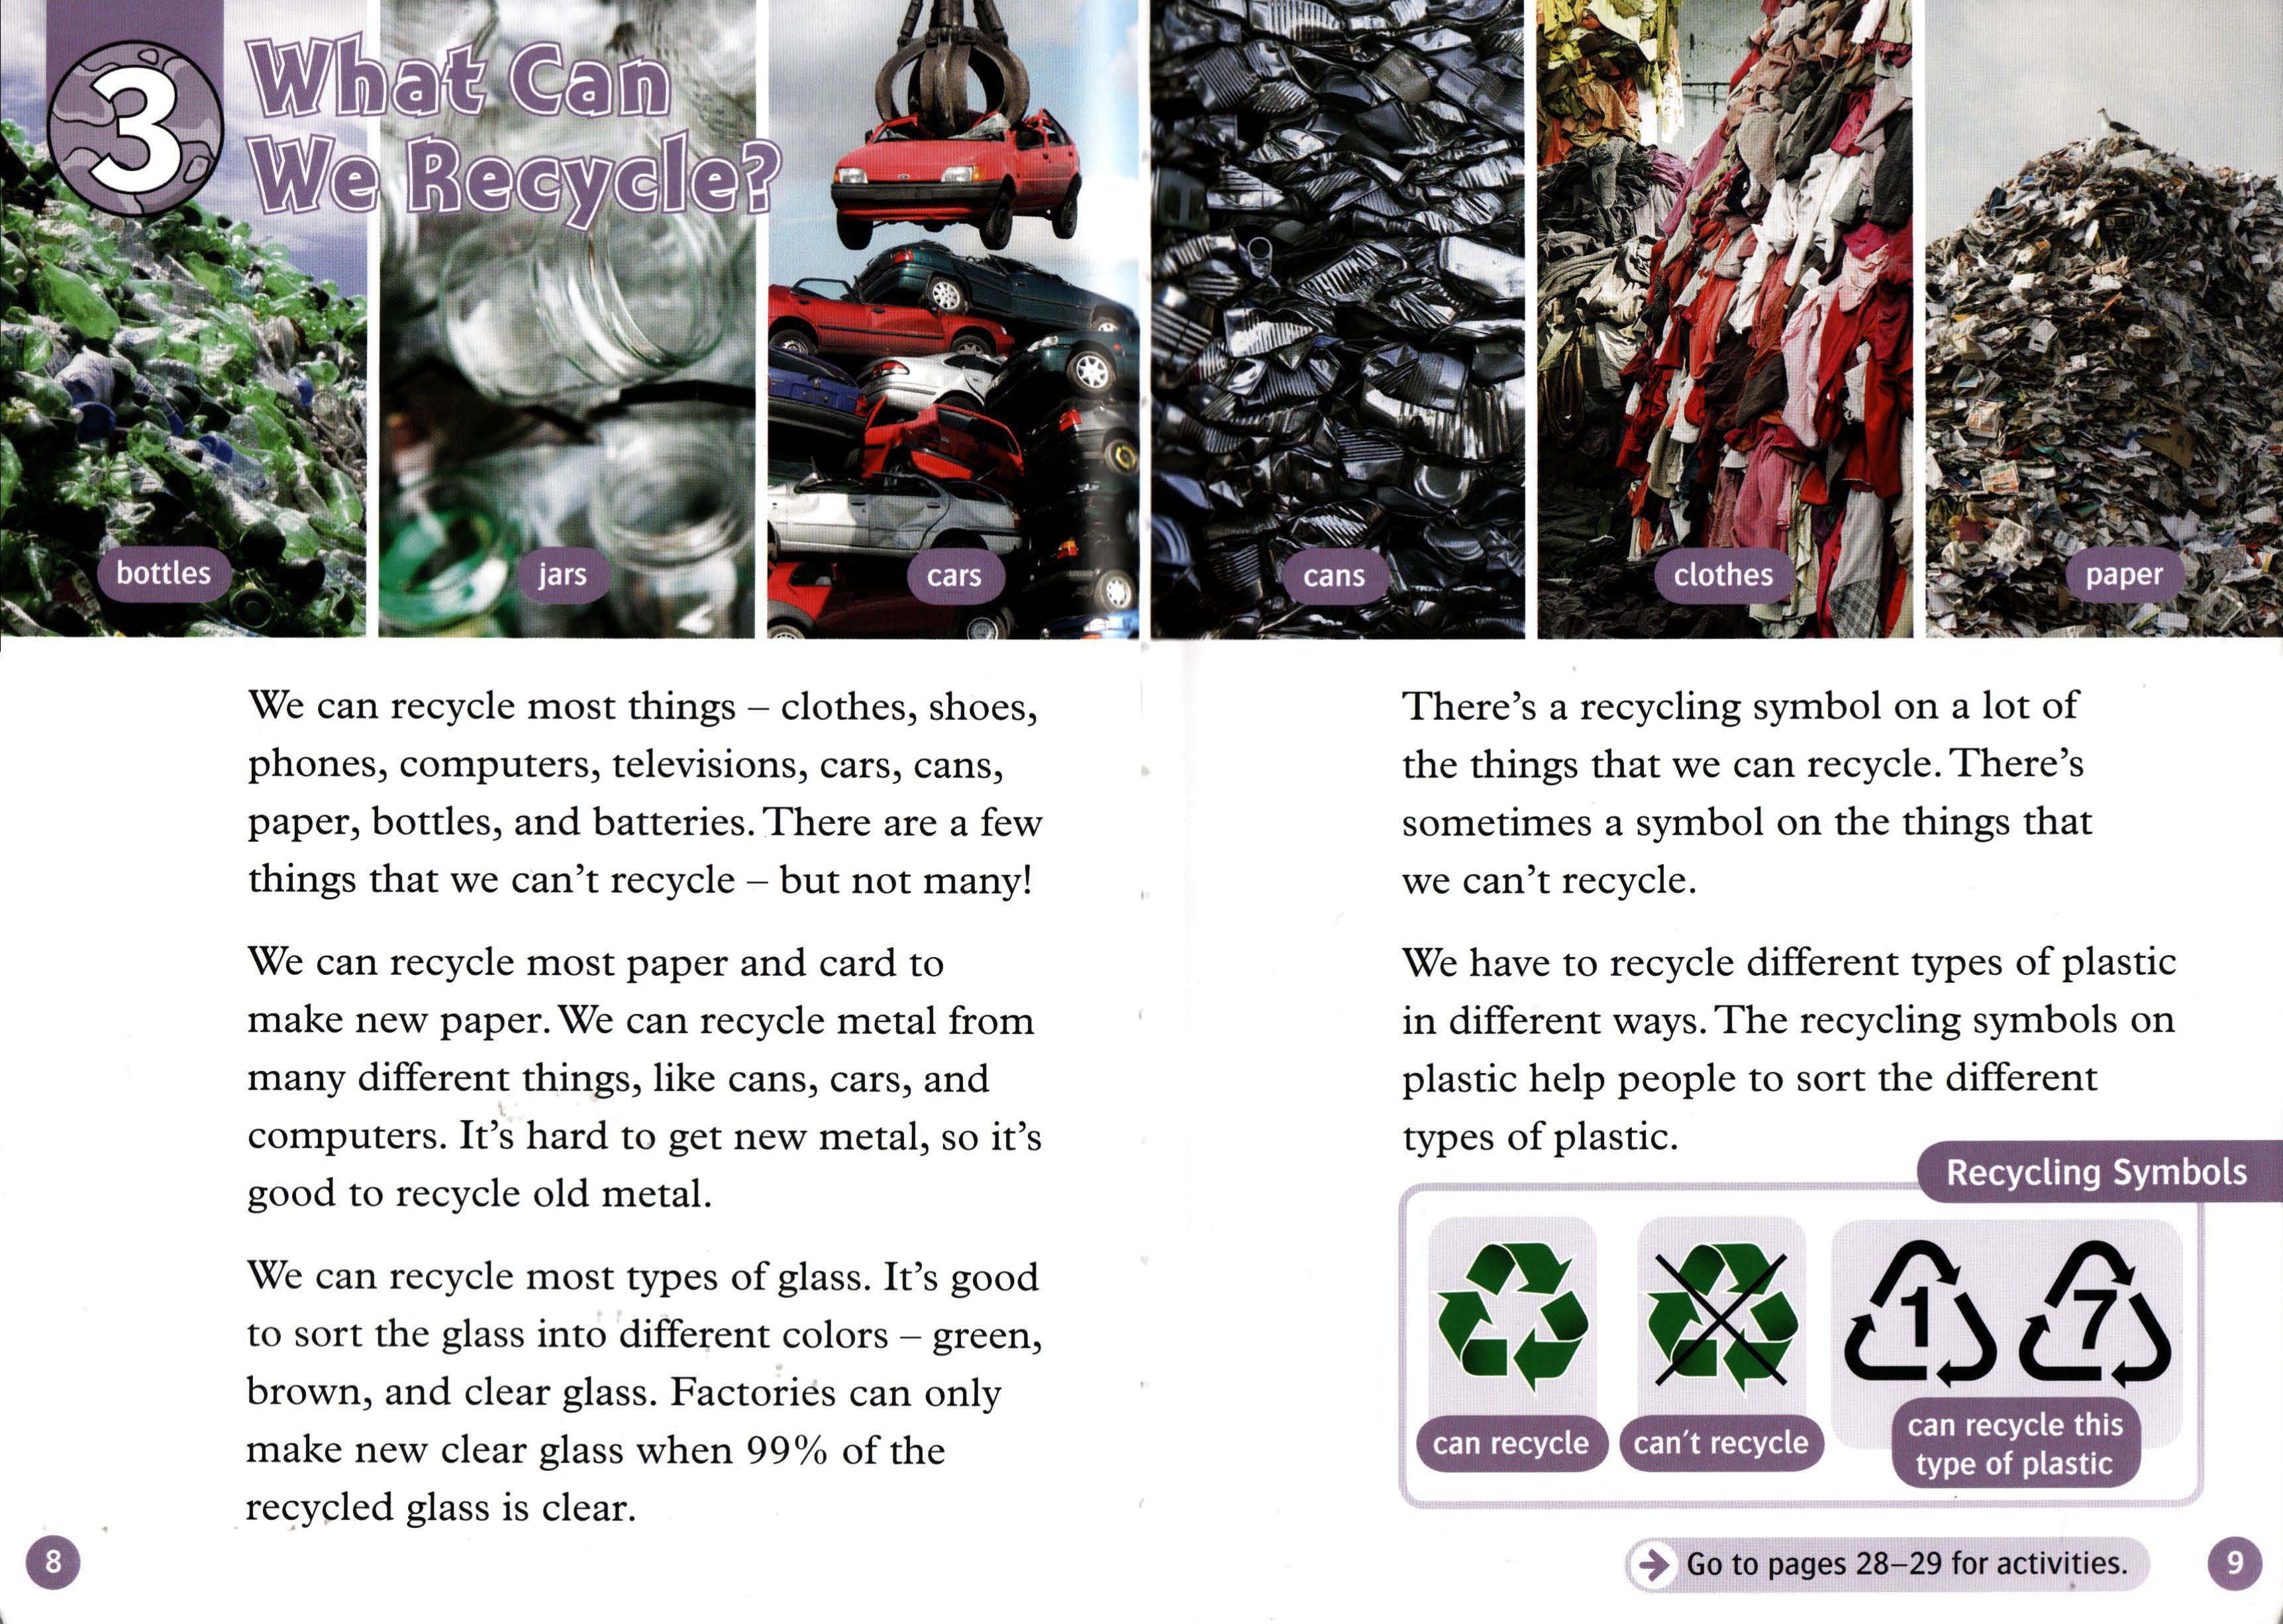 3
What Can
We Recycle?
bottles
jars
cars
cans
clothes
paper
We can recycle most things – clothes, shoes,
phones, computers, televisions, cars, cans,
paper, bottles, and batteries. There are a few
things that we can't recycle – but not many!
We can recycle most paper and card to
make new paper. We can recycle metal from
many different things, like cans, cars, and
computers. It's hard to get new metal, so it's
good to recycle old metal.
We can recycle most types of glass. It's good
to sort the glass into different colors – green,
brown, and clear glass. Factories can only
make new clear glass when 99% of the
recycled glass is clear.
8
There's a recycling symbol on a lot of
the things that we can recycle. There's
sometimes a symbol on the things that
we can't recycle.
We have to recycle different types of plastic
in different ways. The recycling symbols on
plastic help people to sort the different
types of plastic.
Recycling Symbols
1
7
can recycle
can't recycle
can recycle this
type of plastic
Go to pages 28–29 for activities.
9